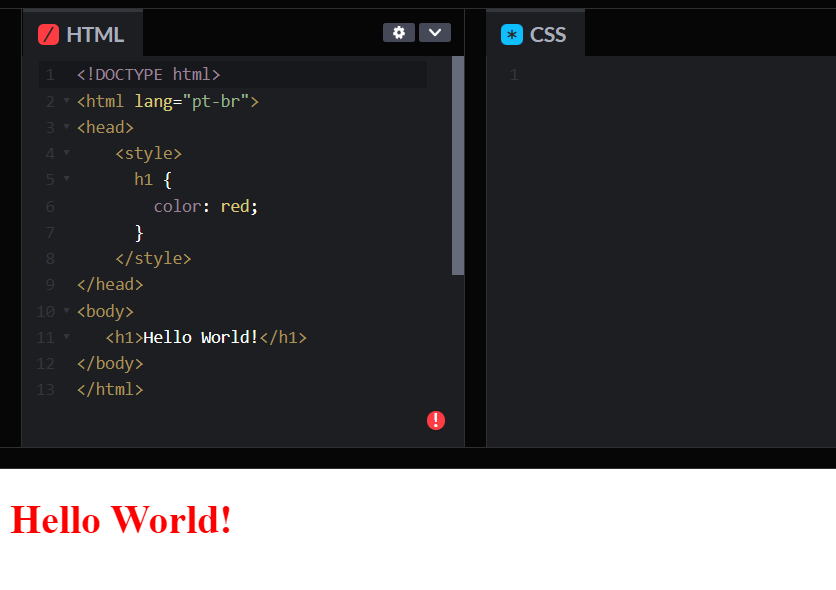 HTML
CSS
1 <!DOCTYPE html>
2 <html lang="pt-br">
3 <head>
4 <style>
5 h1 {
6 color: red;
7 }
8 </style>
9 </head>
10 <body>
11 <h1>Hello World!</h1>
12 </body>
13 </html>
1
Hello World!